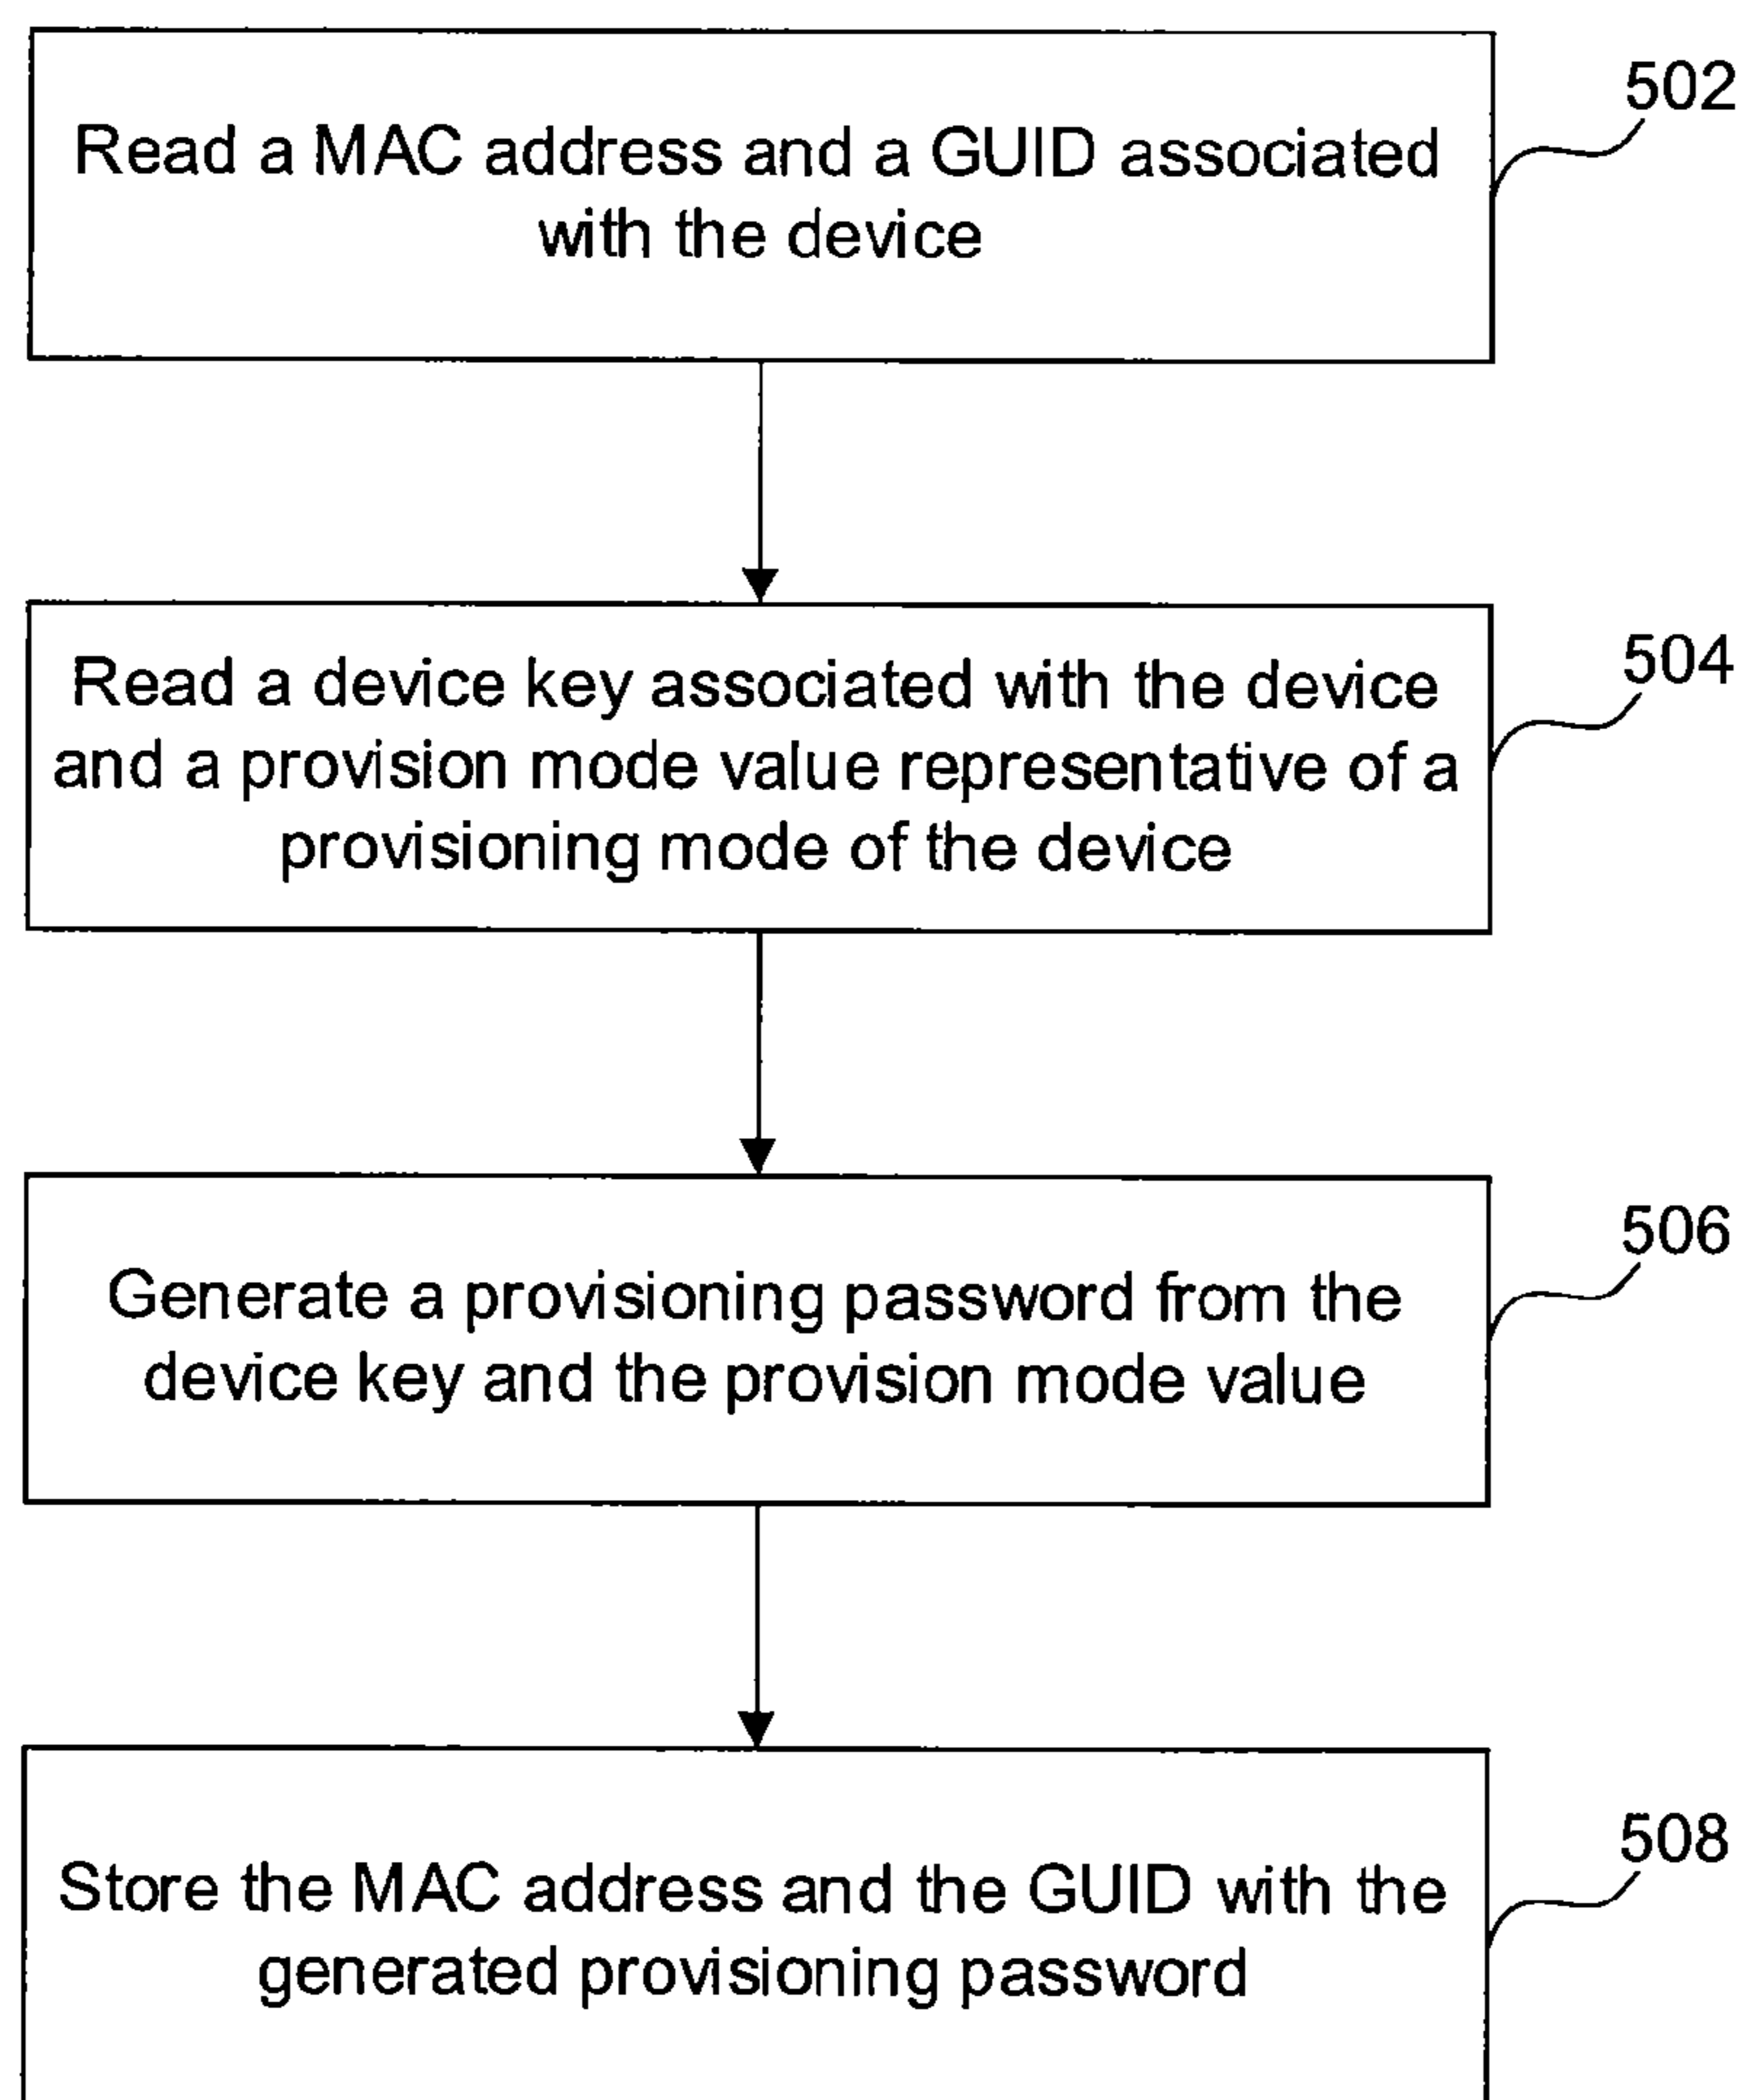 502
Read a MAC address and a GUID associated
with the device
504
Read a device key associated with the device
and a provision mode value representative of a
provisioning mode of the device
506
Generate a provisioning password from the
device key and the provision mode value
508
Store the MAC address and the GUID with the
generated provisioning password